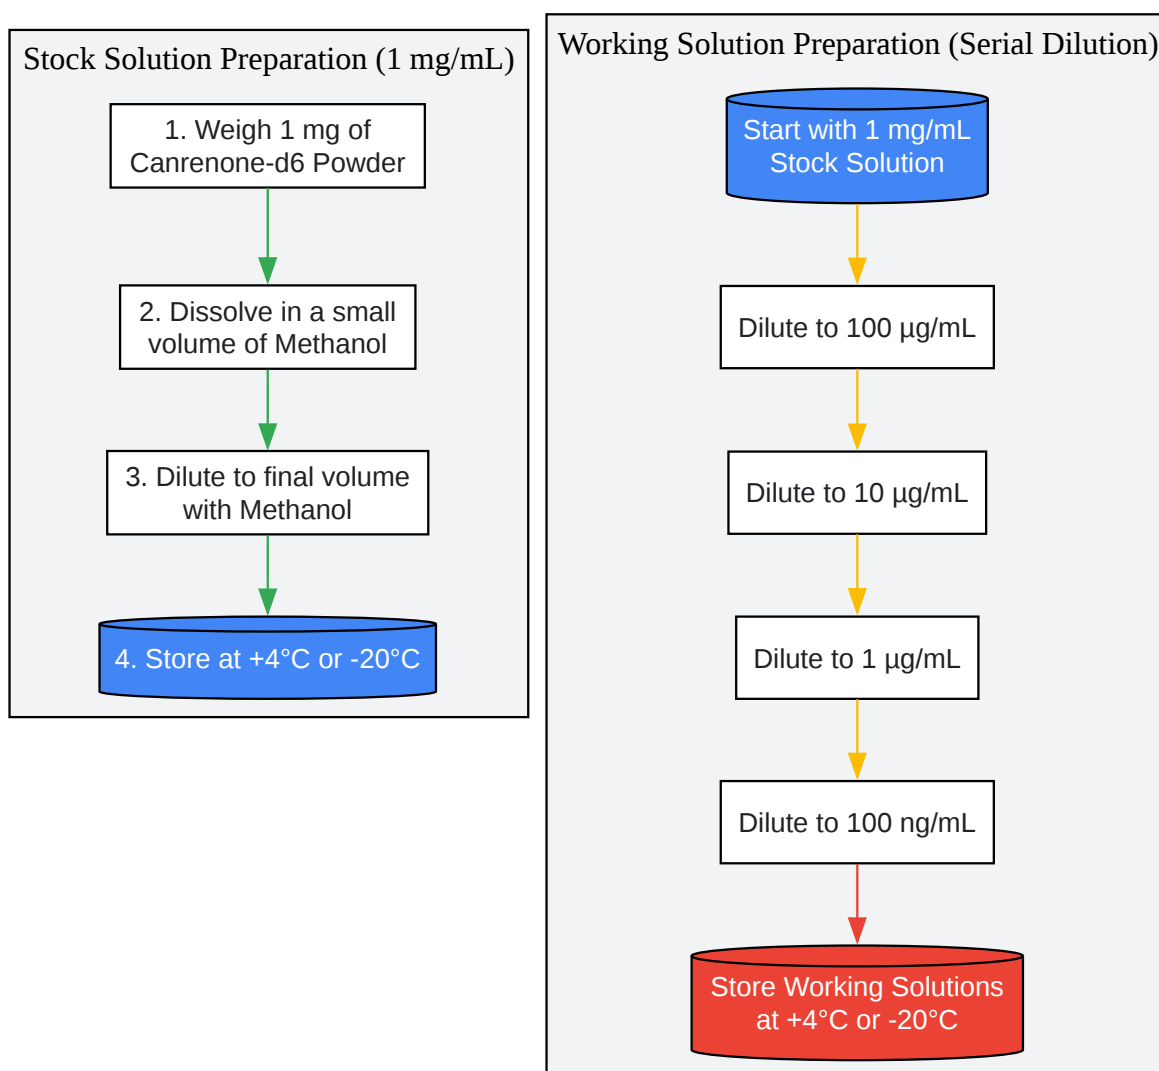 Stock Solution Preparation (1 mg/mL)
1. Weigh 1 mg of
Canrenone-d6 Powder
2. Dissolve in a small
volume of Methanol
3. Dilute to final volume
with Methanol
4. Store at +4°C or -20°C
Working Solution Preparation (Serial Dilution)
Start with 1 mg/mL
Stock Solution
Dilute to 100 µg/mL
Dilute to 10 µg/mL
Dilute to 1 µg/mL
Dilute to 100 ng/mL
Store Working Solutions
at +4°C or -20°C